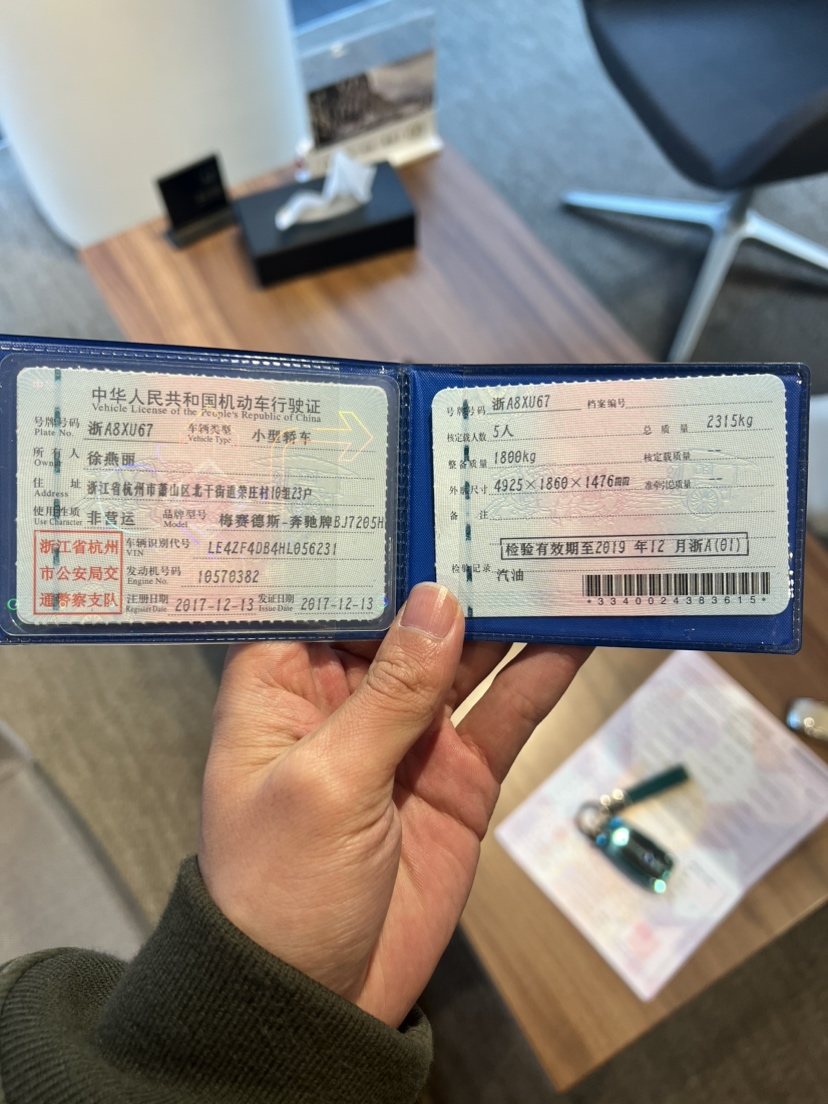 中华人民共和国机动车行驶证
Vehicle License of the People's Republic of China
号牌号码 Plate No. 浙A8XU67 车辆类型 Vehicle Type 小型轿车
所有人 Owner 徐燕丽
住址 Address 浙江省杭州市萧山区北干街道荣庄村10组23户
使用性质 Use Character 非营运 品牌型号 Model 梅赛德斯-奔驰牌BJ7205H
浙江省杭州
市公安局交
通警察支队
车辆识别代号 VIN LE4ZF4DB4HL056231
发动机号码 Engine No. 10570382
注册日期 Register Date 2017-12-13 发证日期 Issue Date 2017-12-13
号牌号码 浙A8XU67 档案编号
核定载人数 5人 总质量 2315kg
整备质量 1800kg 核定载质量 --
外廓尺寸 4925×1860×1476mm 准牵引总质量 --
备注
检验有效期至2019 年12 月浙A(01)
检验记录 汽油
*3340024383615*